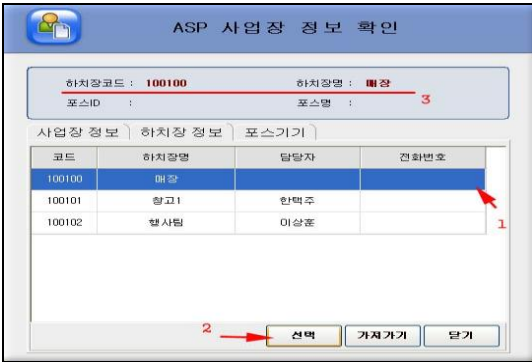 ASP 사업장 정보 확인
하치장코드 : 100100 하치장명 : 매장
포스ID : 포스명 : 3
사업장 정보 하치장 정보 포스기기
코드 하치장명 담당자 전화번호
100100 매장
100101 창고1 한택주
100102 행사팀 이상훈
1
2 선택 가져가기 닫기